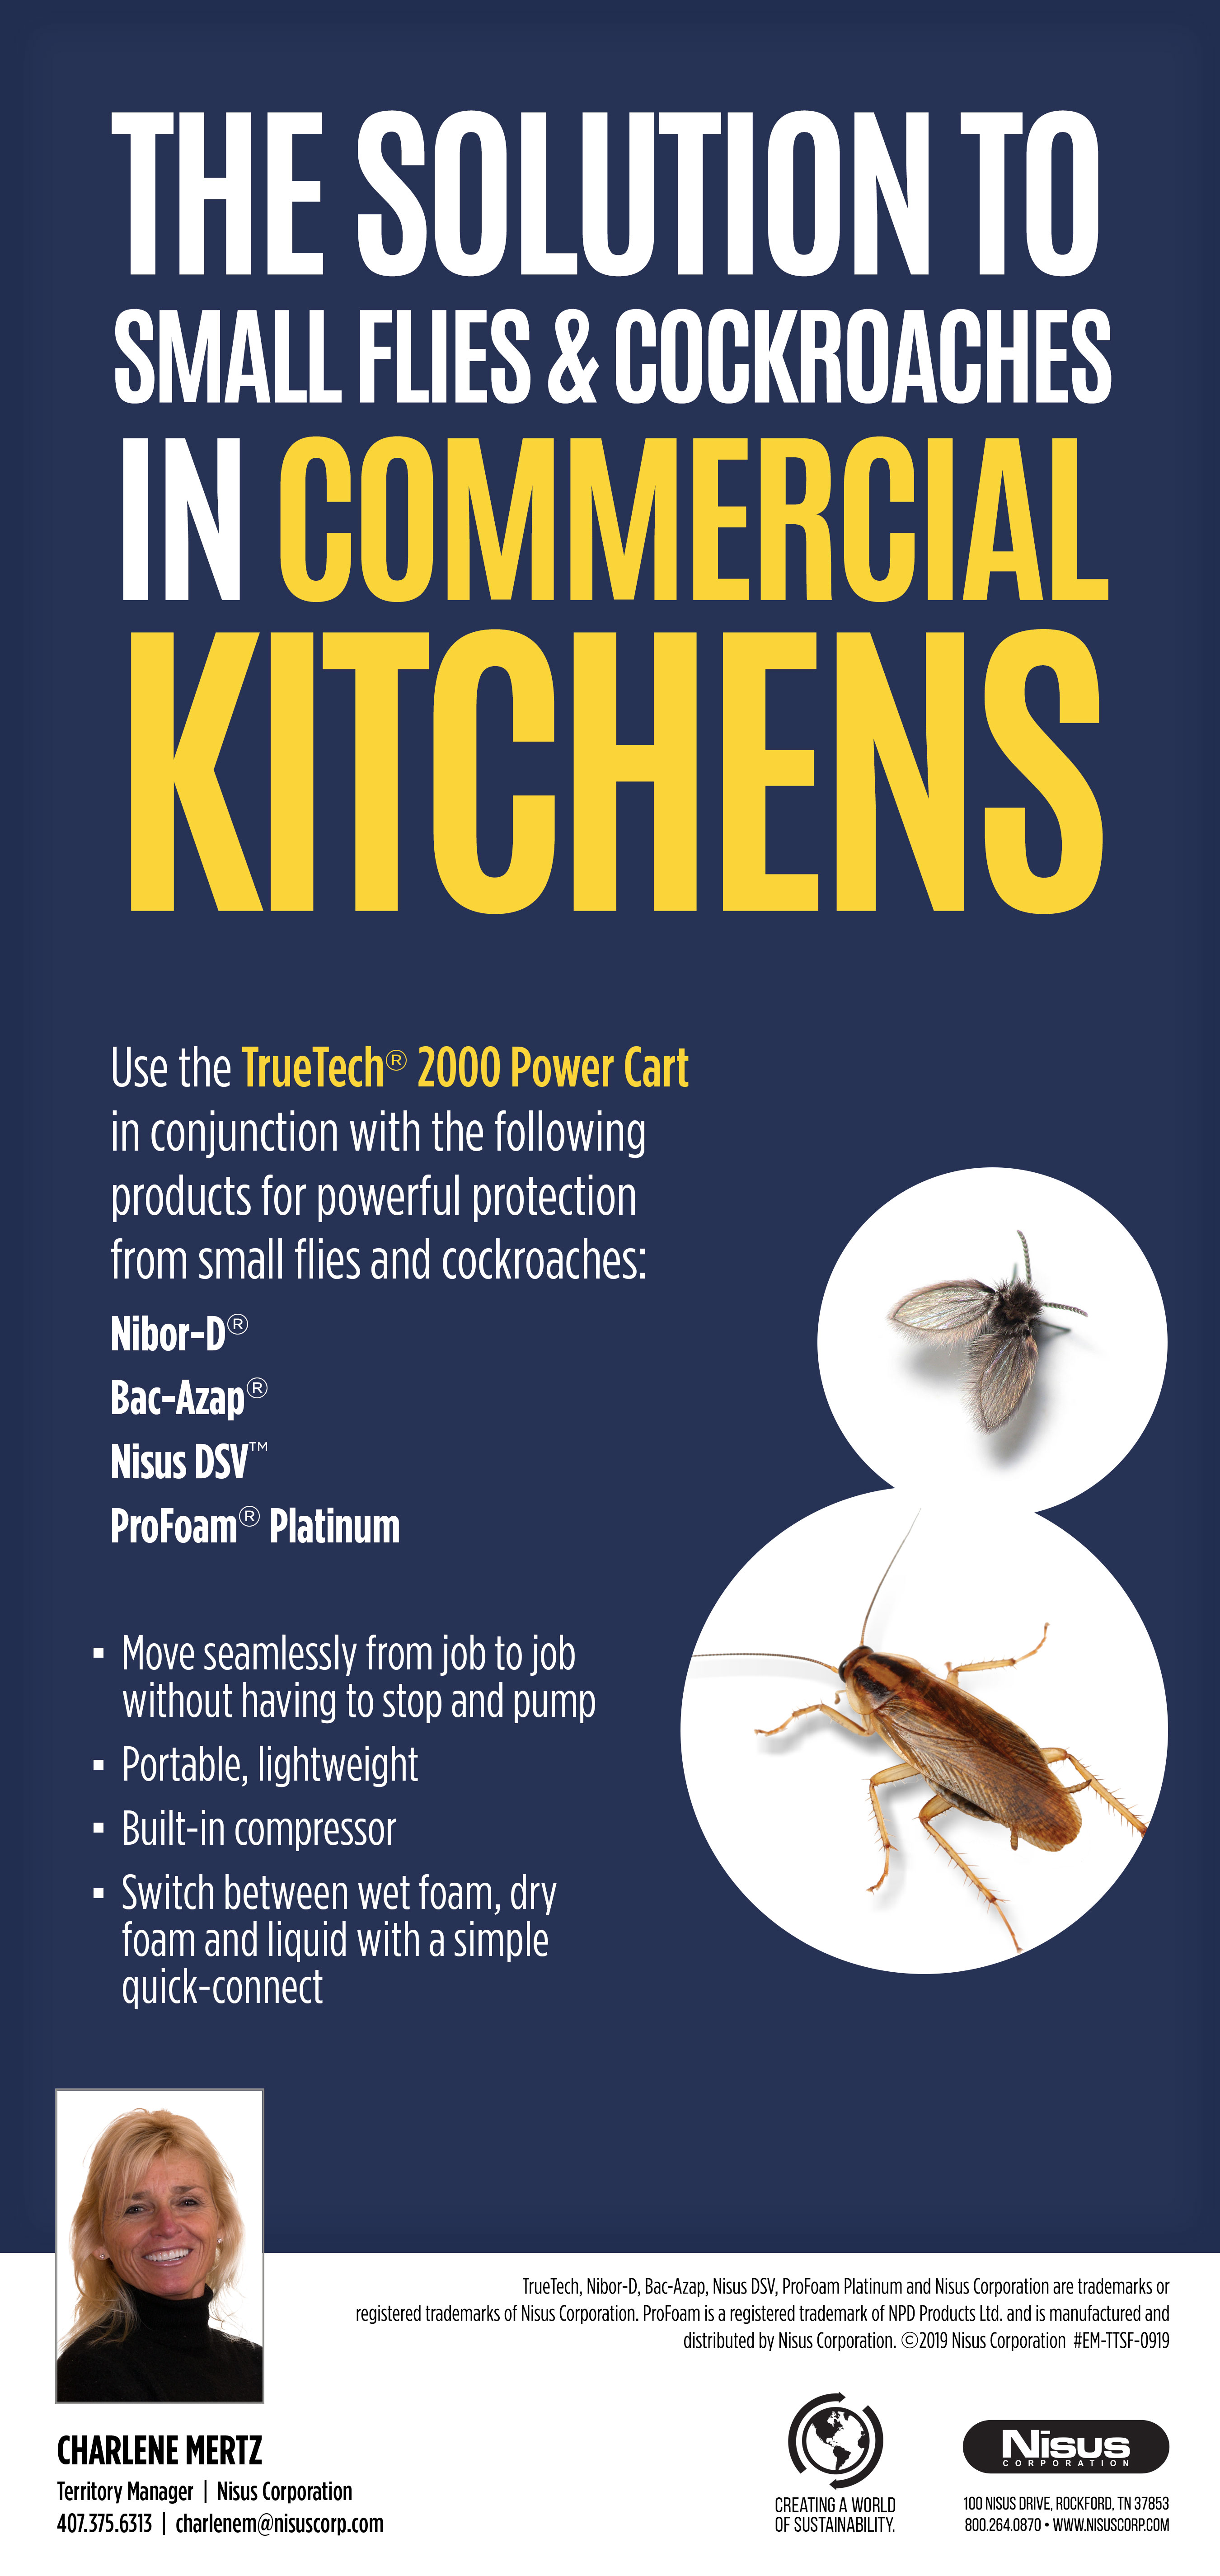 THE SOLUTION TO
SMALL FLIES & COCKROACHES
IN COMMERCIAL
KITCHENS
Use the TrueTech® 2000 Power Cart
in conjunction with the following
products for powerful protection
from small flies and cockroaches:
Nibor-D®
Bac-Azap®
Nisus DSV™
ProFoam® Platinum
▪ Move seamlessly from job to job
without having to stop and pump
▪ Portable, lightweight
▪ Built-in compressor
▪ Switch between wet foam, dry
foam and liquid with a simple
quick-connect
TrueTech, Nibor-D, Bac-Azap, Nisus DSV, ProFoam Platinum and Nisus Corporation are trademarks or
registered trademarks of Nisus Corporation. ProFoam is a registered trademark of NPD Products Ltd. and is manufactured and
distributed by Nisus Corporation. ©2019 Nisus Corporation #EM-TTSF-0919
CHARLENE MERTZ
Territory Manager | Nisus Corporation
407.375.6313 | charlenem@nisuscorp.com
CREATING A WORLD
OF SUSTAINABILITY.
Nisus
CORPORATION
100 NISUS DRIVE, ROCKFORD, TN 37853
800.264.0870 • WWW.NISUSCORP.COM